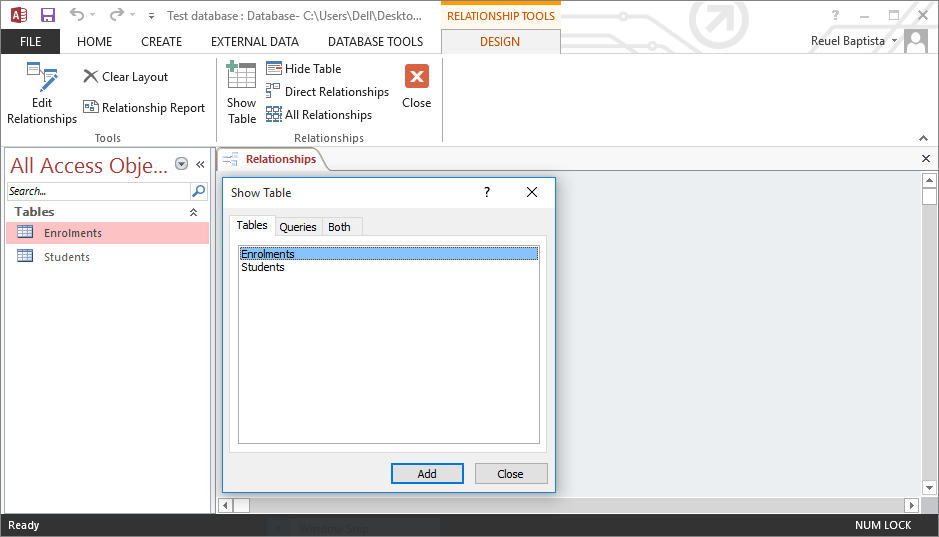 Test database : Database- C:\Users\Dell\Deskto...
RELATIONSHIP TOOLS
?
FILE
HOME
CREATE
EXTERNAL DATA
DATABASE TOOLS
DESIGN
Reuel Baptista
Edit
Relationships
Clear Layout
Relationship Report
Tools
Show
Table
Hide Table
Direct Relationships
All Relationships
Close
Relationships
All Access Obje...
Search...
Tables
Enrolments
Students
Relationships
Show Table
?
Tables
Queries
Both
Enrolments
Students
Add
Close
Ready
NUM LOCK